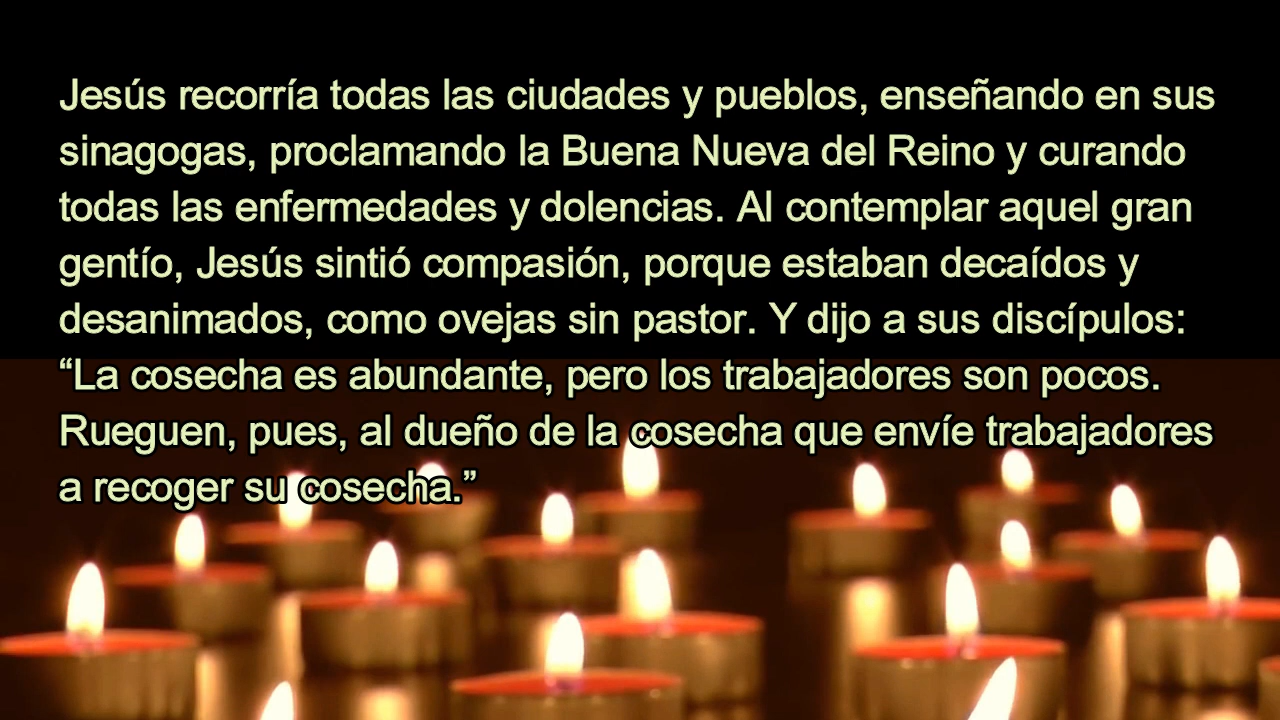 Jesús recorría todas las ciudades y pueblos, enseñando en sus
sinagogas, proclamando la Buena Nueva del Reino y curando
todas las enfermedades y dolencias. Al contemplar aquel gran
gentío, Jesús sintió compasión, porque estaban decaídos y
desanimados, como ovejas sin pastor. Y dijo a sus discípulos:
“La cosecha es abundante, pero los trabajadores son pocos.
Rueguen, pues, al dueño de la cosecha que envíe trabajadores
a recoger su cosecha.”